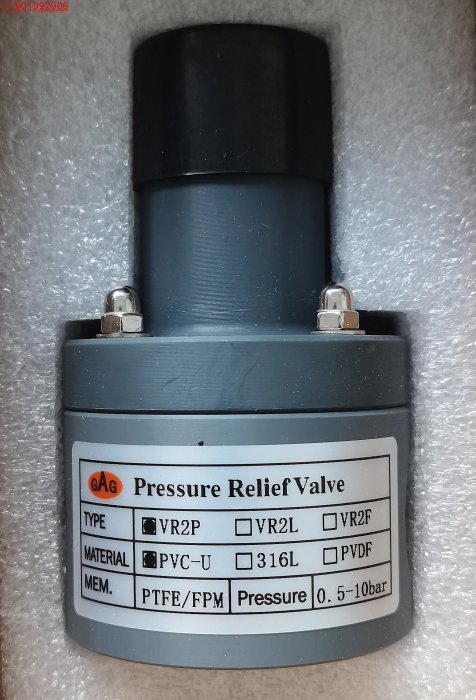 GAG Pressure Relief Valve
TYPE VR2P VR2L VR2F
MATERIAL PVC-U 316L PVDF
MEM. PTFE/FPM Pressure 0.5-10bar